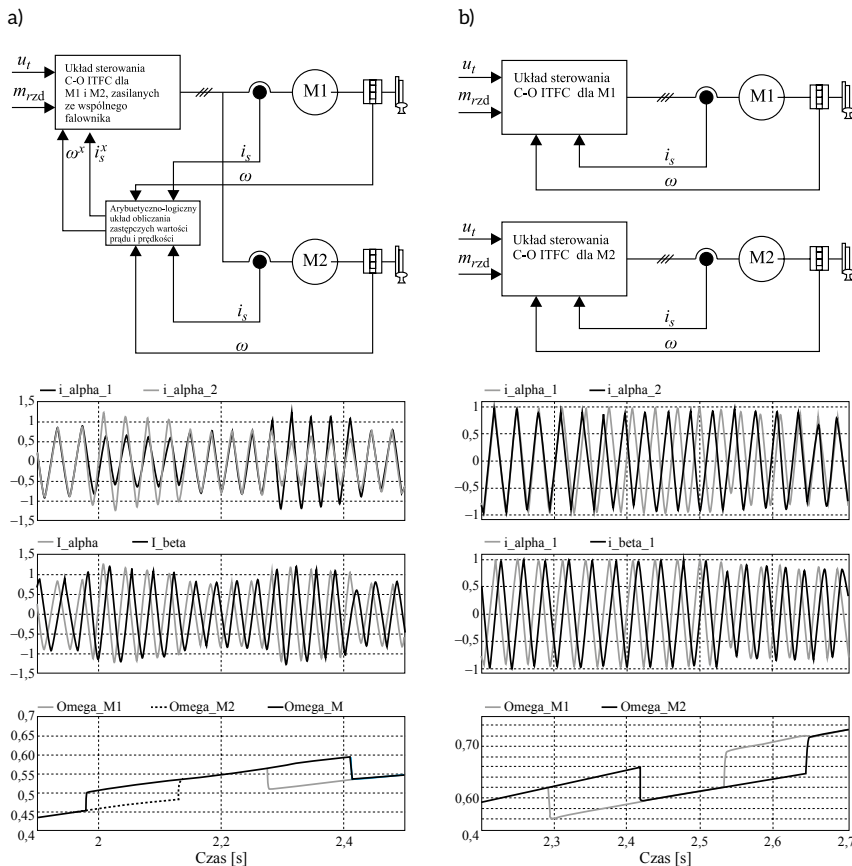 a)
u_t
m_rzd
Układ sterowania
C-O ITFC dla
M1 i M2, zasilanych
ze wspólnego
falownika
M1
ω^x
i_s^x
i_s
ω
Arybuetyczno-logiczny
układ obliczania
zastępczych wartości
prądu i prędkości
M2
i_s
ω
i_alpha_1
i_alpha_2
1,5
1
0,5
0
−0,5
−1
−1,5
I_alpha
I_beta
1,5
1
0,5
0
−0,5
−1
−1,5
Omega_M1
Omega_M2
Omega_M
0,7
0,65
0,60
0,55
0,5
0,45
0,4
2
2,2
2,4
Czas [s]
b)
u_t
m_rzd
Układ sterowania
C-O ITFC dla M1
M1
i_s
ω
u_t
m_rzd
Układ sterowania
C-O ITFC dla M2
M2
i_s
ω
i_alpha_1
i_alpha_2
1
0,5
0
−0,5
−1
i_alpha_1
i_beta_1
1
0,5
0
−0,5
−1
Omega_M1
Omega_M2
0,70
0,60
0,4
2,3
2,4
2,5
2,6
2,7
Czas [s]